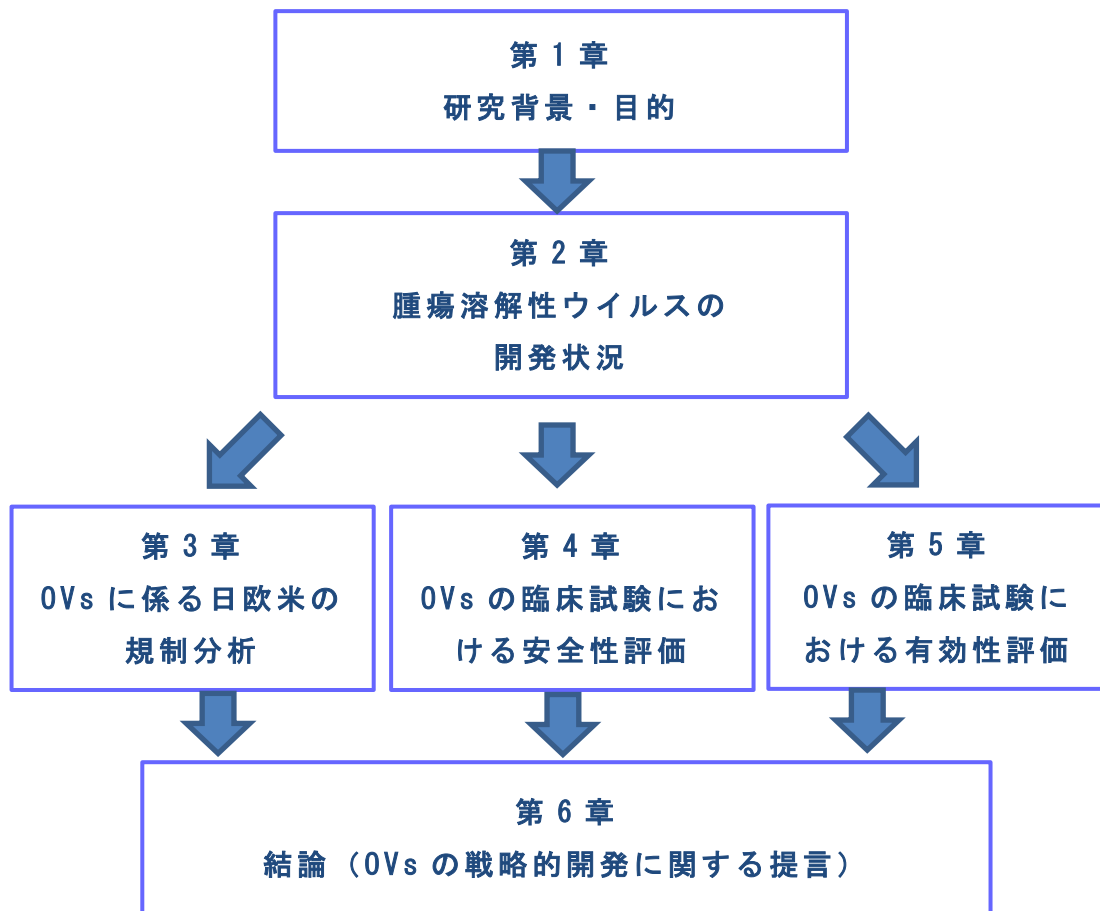 第 1 章
研究背景・目的
第 2 章
腫瘍溶解性ウイルスの
開発状況
第 3 章
OVs に係る日欧米の
規制分析
第 4 章
OVs の臨床試験にお
ける安全性評価
第 5 章
OVs の臨床試験に
おける有効性評価
第 6 章
結論（OVs の戦略的開発に関する提言）